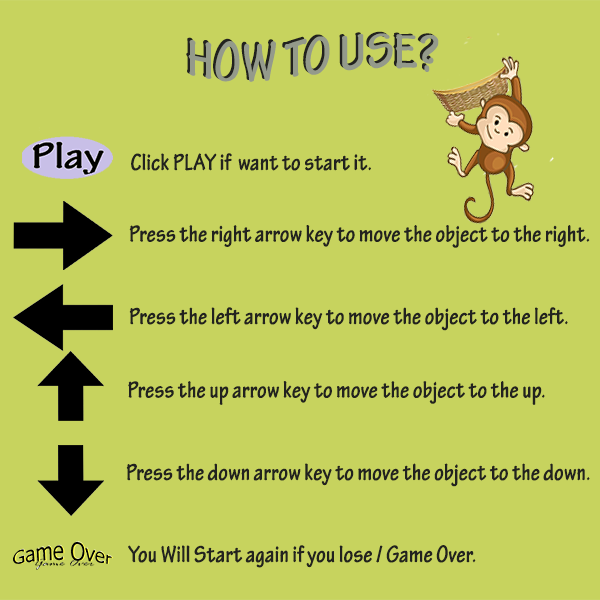 HOW TO USE?
Play
Click PLAY if want to start it.
Press the right arrow key to move the object to the right.
Press the left arrow key to move the object to the left.
Press the up arrow key to move the object to the up.
Press the down arrow key to move the object to the down.
Game Over
Game Over
You Will Start again if you lose / Game Over.